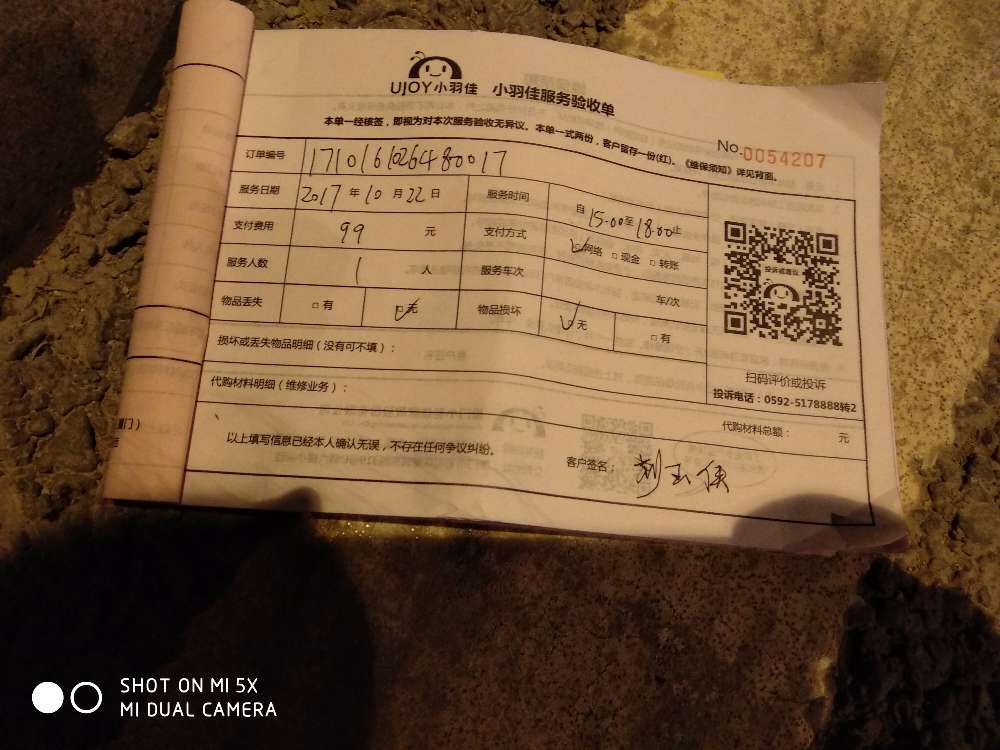 UJOY小羽佳 小羽佳服务验收单
本单一经核签，即视为对本次服务验收无异议。本单一式两份，客户留存一份(红)。《维保须知》详见背面。
No.0054207
订单编号 1171016102648 0017
服务日期 2017 年 10 月 22 日 服务时间 自 15:00 至 18:00 止
支付费用 99 元 支付方式 ☑网络 □现金 □转账
服务人数 1 人 服务车次 车/次
物品丢失 □有 ☑无 物品损坏 ☑无 □有
损坏或丢失物品明细（没有可不填）：
投诉或建议
扫码评价或投诉
投诉电话：0592-5178888转2
代购材料明细（维修业务）：
代购材料总额： 元
以上填写信息已经本人确认无误，不存在任何争议纠纷。
客户签名：
SHOT ON MI 5X
MI DUAL CAMERA